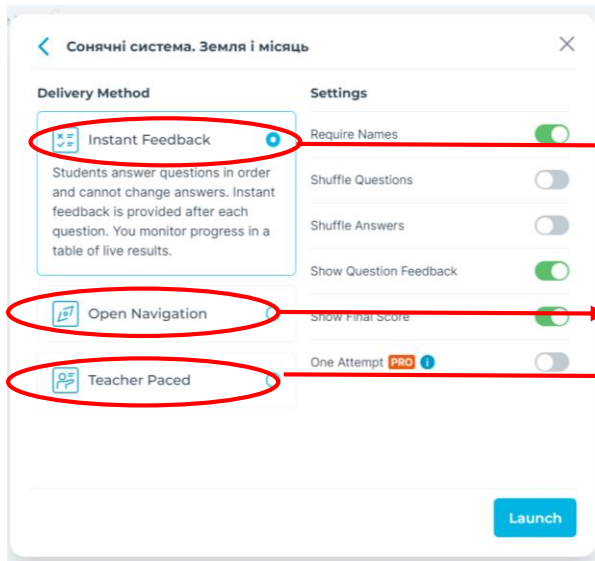 Сонячні система. Земля і місяць
Delivery Method
Instant Feedback
Students answer questions in order
and cannot change answers. Instant
feedback is provided after each
question. You monitor progress in a
table of live results.
Open Navigation
Teacher Paced
Settings
Require Names
Shuffle Questions
Shuffle Answers
Show Question Feedback
Show Final Score
One Attempt PRO
Launch